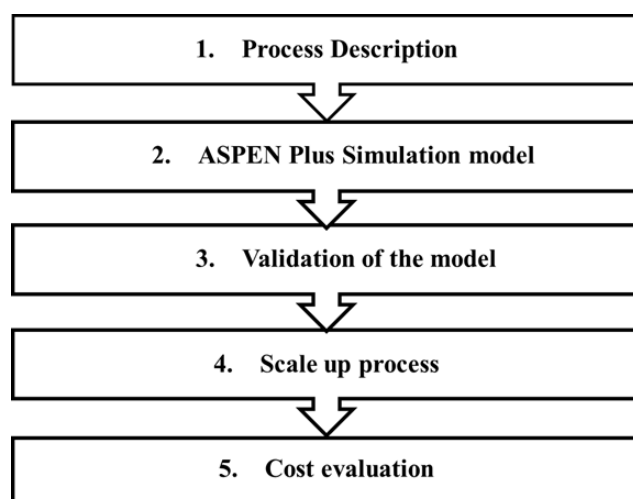 1. Process Description
2. ASPEN Plus Simulation model
3. Validation of the model
4. Scale up process
5. Cost evaluation